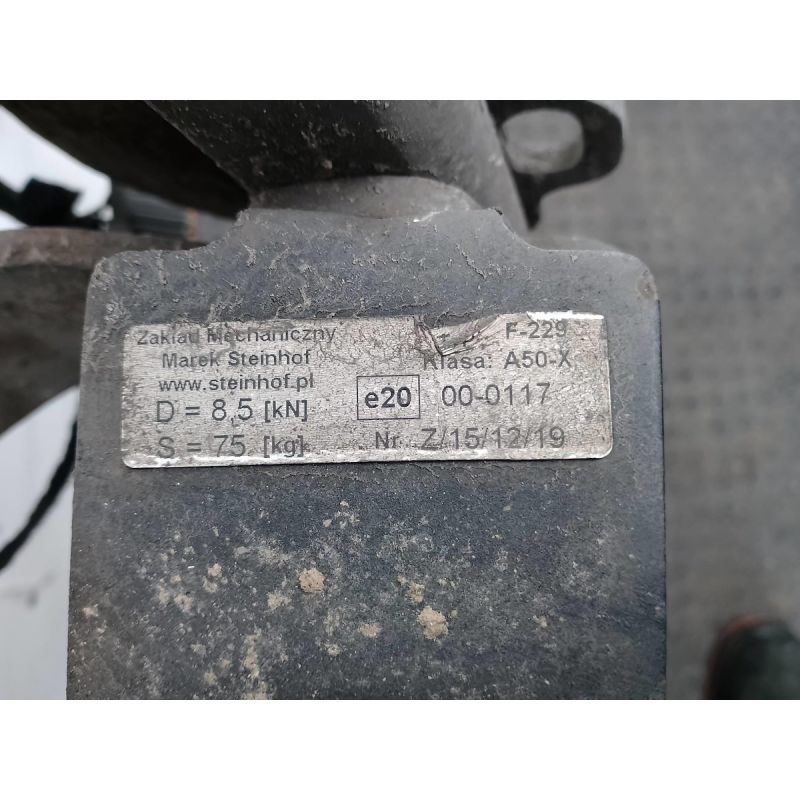 Zakład Mechaniczny
Marek Steinhof
www.steinhof.pl
D = 8,5 [kN]
S = 75 [kg]
e20
F-229
Klasa: A50-X
00-0117
Nr Z/15/12/19